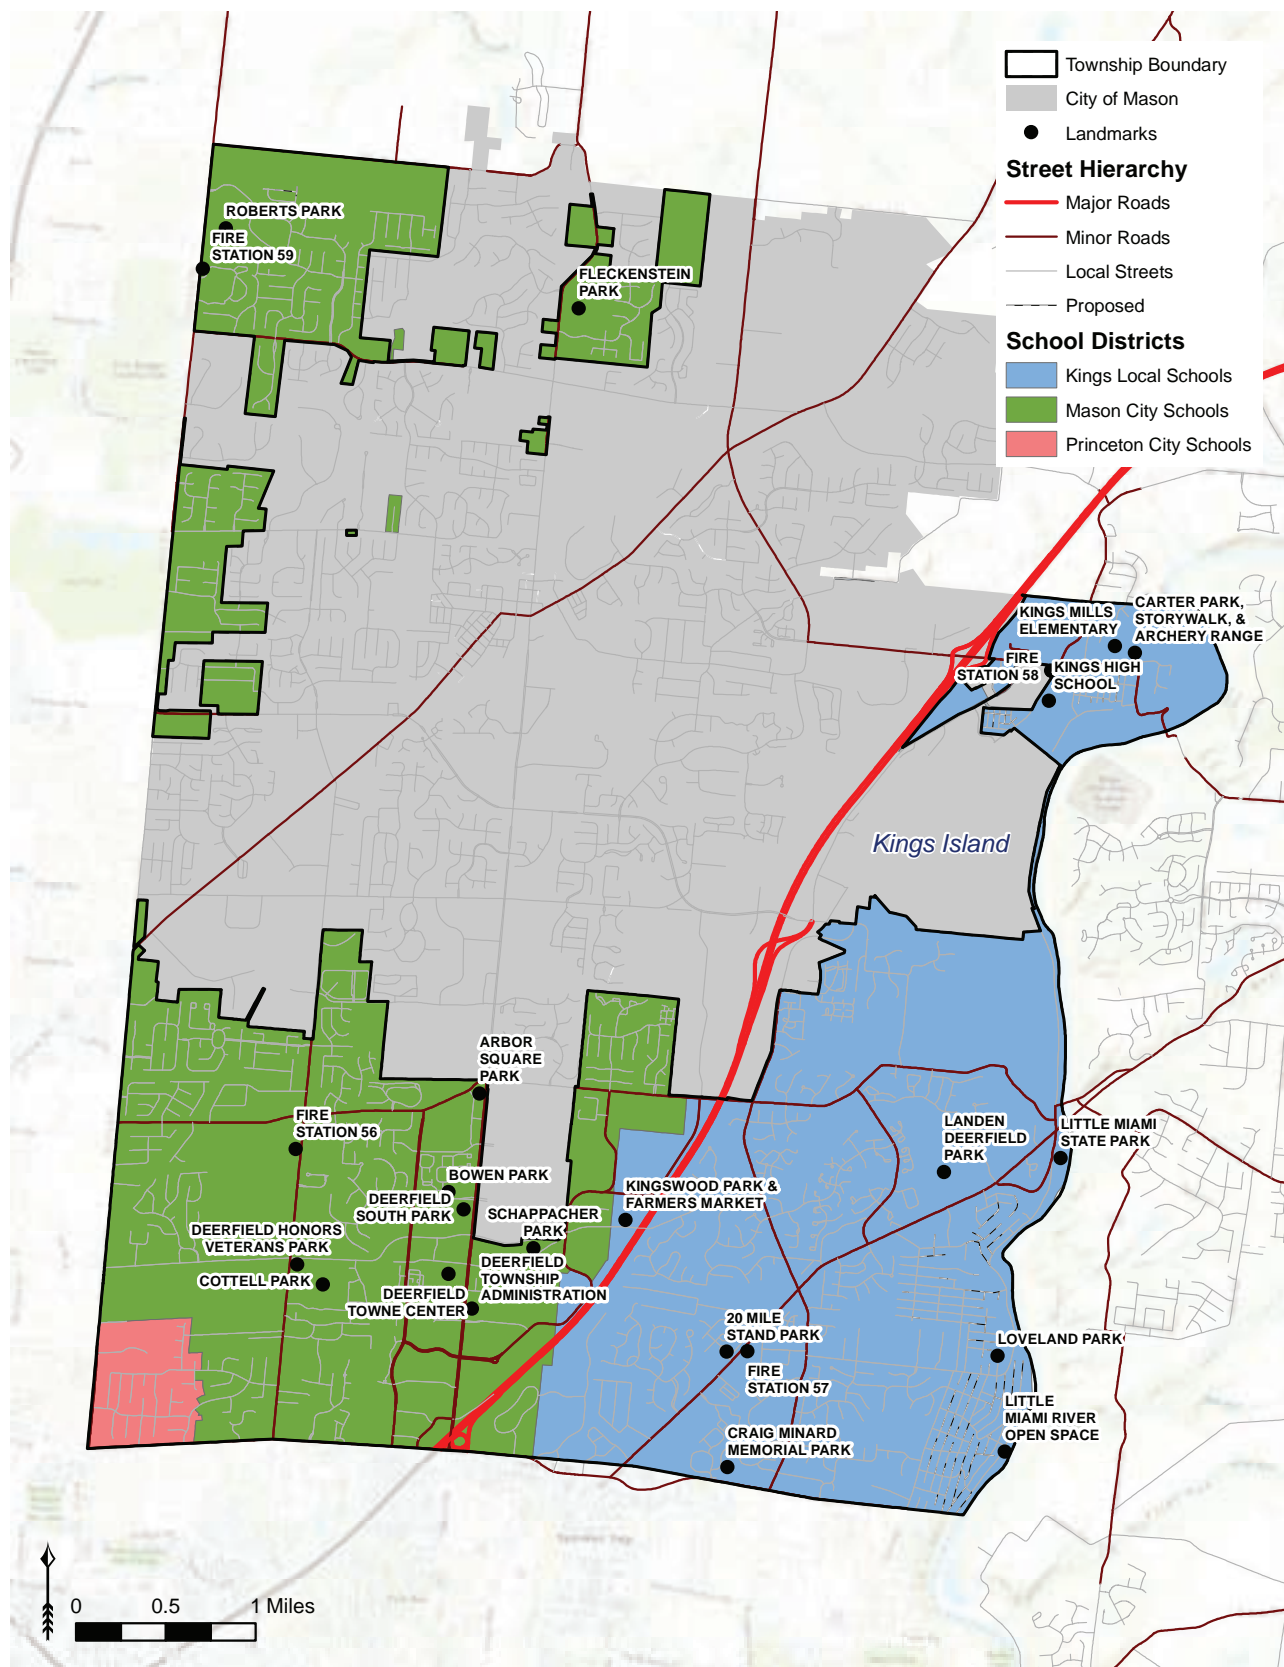 Township Boundary
City of Mason
Landmarks
Street Hierarchy
Major Roads
Minor Roads
Local Streets
Proposed
School Districts
Kings Local Schools
Mason City Schools
Princeton City Schools
ROBERTS PARK
FIRE
STATION 59
FLECKENSTEIN
PARK
KINGS MILLS
ELEMENTARY
CARTER PARK,
STORYWALK, &
ARCHERY RANGE
FIRE
STATION 58
KINGS HIGH
SCHOOL
Kings Island
ARBOR
SQUARE
PARK
FIRE
STATION 56
LANDEN
DEERFIELD
PARK
LITTLE MIAMI
STATE PARK
BOWEN PARK
DEERFIELD
SOUTH PARK
KINGSWOOD PARK &
FARMERS MARKET
SCHAPPACHER
PARK
DEERFIELD HONORS
VETERANS PARK
COTTELL PARK
DEERFIELD
TOWNSHIP
ADMINISTRATION
DEERFIELD
TOWNE CENTER
20 MILE
STAND PARK
FIRE
STATION 57
LOVELAND PARK
LITTLE
MIAMI RIVER
OPEN SPACE
CRAIG MINARD
MEMORIAL PARK
0 0.5 1 Miles